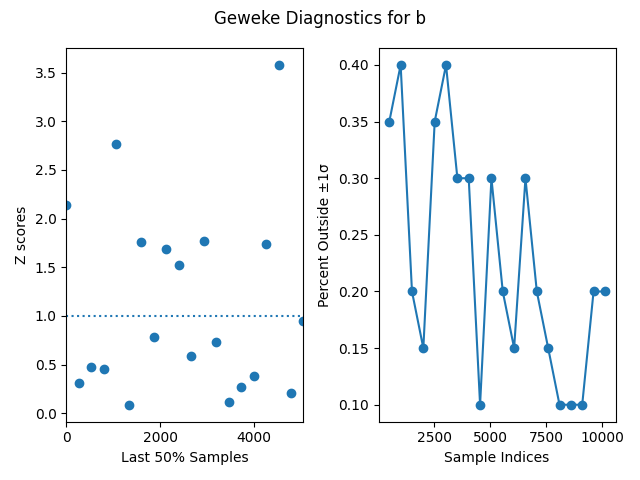 Geweke Diagnostics for b
Z scores
3.5
3.0
2.5
2.0
1.5
1.0
0.5
0.0
0 2000 4000
Last 50% Samples
Percent Outside ±1σ
0.40
0.35
0.30
0.25
0.20
0.15
0.10
2500 5000 7500 10000
Sample Indices